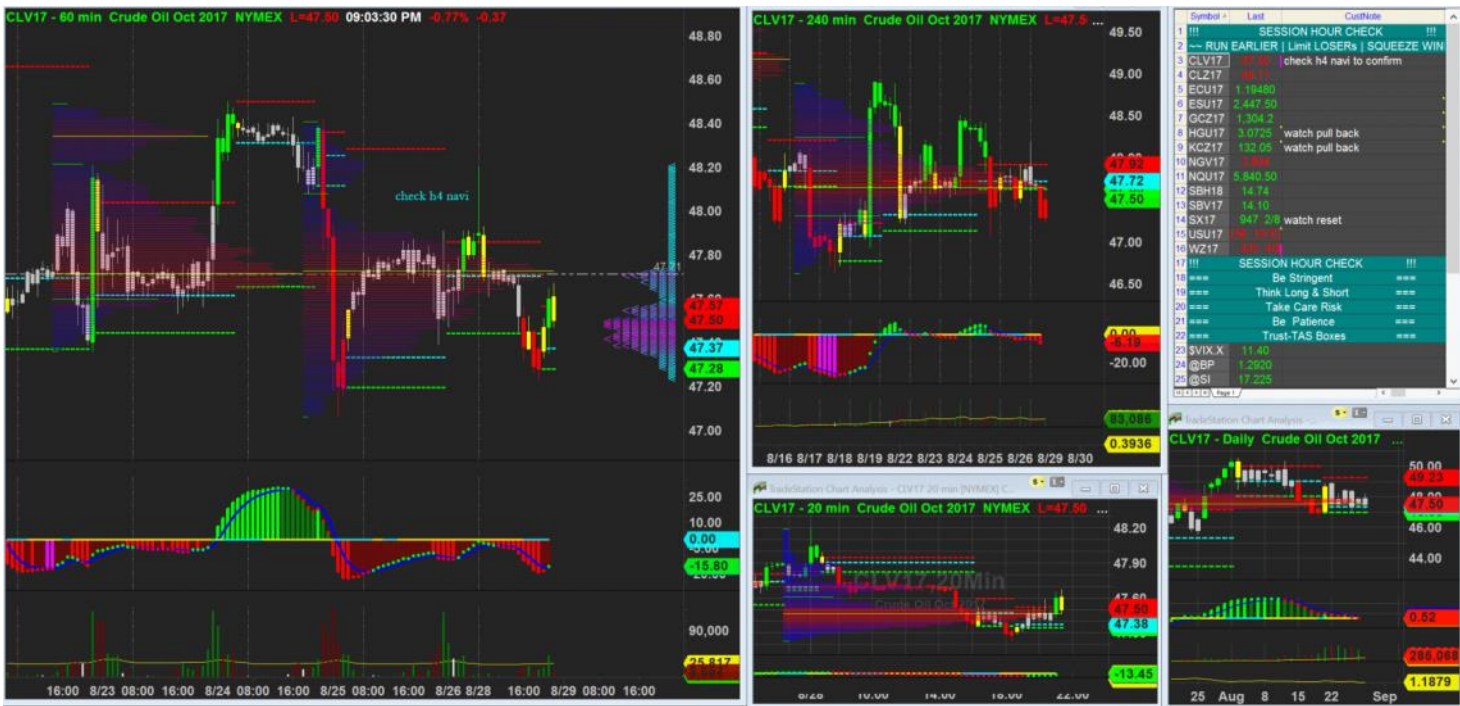 CLV17 - 60 min Crude Oil Oct 2017 NYMEX L=47.50 09:03:30 PM -0.77% -0.37
48.80
48.60
48.40
48.20
check h4 navi
48.00
47.80
47.57
47.50
47.37
47.28
47.20
47.00
25.00
10.00
0.00
-15.80
90,000
25,817
16:00 8/23 08:00 16:00 8/24 08:00 16:00 8/25 08:00 16:00 8/26 8/28 16:00 8/29 08:00 16:00
CLV17 - 240 min Crude Oil Oct 2017 NYMEX L=47.5 ...
49.50
49.00
48.50
47.92
47.72
47.50
47.00
46.50
0.00
-6.19
-20.00
83,086
0.3936
8/16 8/17 8/18 8/19 8/22 8/23 8/24 8/25 8/26 8/29 8/30
TradeStation Chart Analysis - CLV17 20 min [NYMEX] C...
CLV17 - 20 min Crude Oil Oct 2017 NYMEX L=47.50 ...
48.20
47.90
CLV17,20Min
Crude Oil Oct 2017
47.60
47.50
47.38
-13.45
8/28 10:00 14:00 18:00 22:00
Symbol Last CustNote
1 !!! SESSION HOUR CHECK !!!
2 ~~ RUN EARLIER | Limit LOSERs | SQUEEZE WIN
3 CLV17 47.50 check h4 navi to confirm
4 CLZ17
5 ECU17 1.19480
6 ESU17 2,447.50
7 GCZ17 1,304.2
8 HGU17 3.0725 watch pull back
9 KCZ17 132.05 watch pull back
10 NGV17
11 NQU17 5,840.50
12 SBH18 14.74
13 SBV17 14.10
14 SX17 947 2/8 watch reset
15 USU17
16 WZ17
17 !!! SESSION HOUR CHECK !!!
18 === Be Stringent ===
19 === Think Long & Short ===
20 === Take Care Risk ===
21 === Be Patience ===
22 === Trust-TAS Boxes ===
23 $VIX.X 11.40
24 @BP 1.2920
25 @SI 17.225
Page 1
TradeStation Chart Analysis -...
CLV17 - Daily Crude Oil Oct 2017 ...
50.00
49.23
47.50
46.00
44.00
0.52
286,068
1.1879
25 Aug 8 15 22 Sep